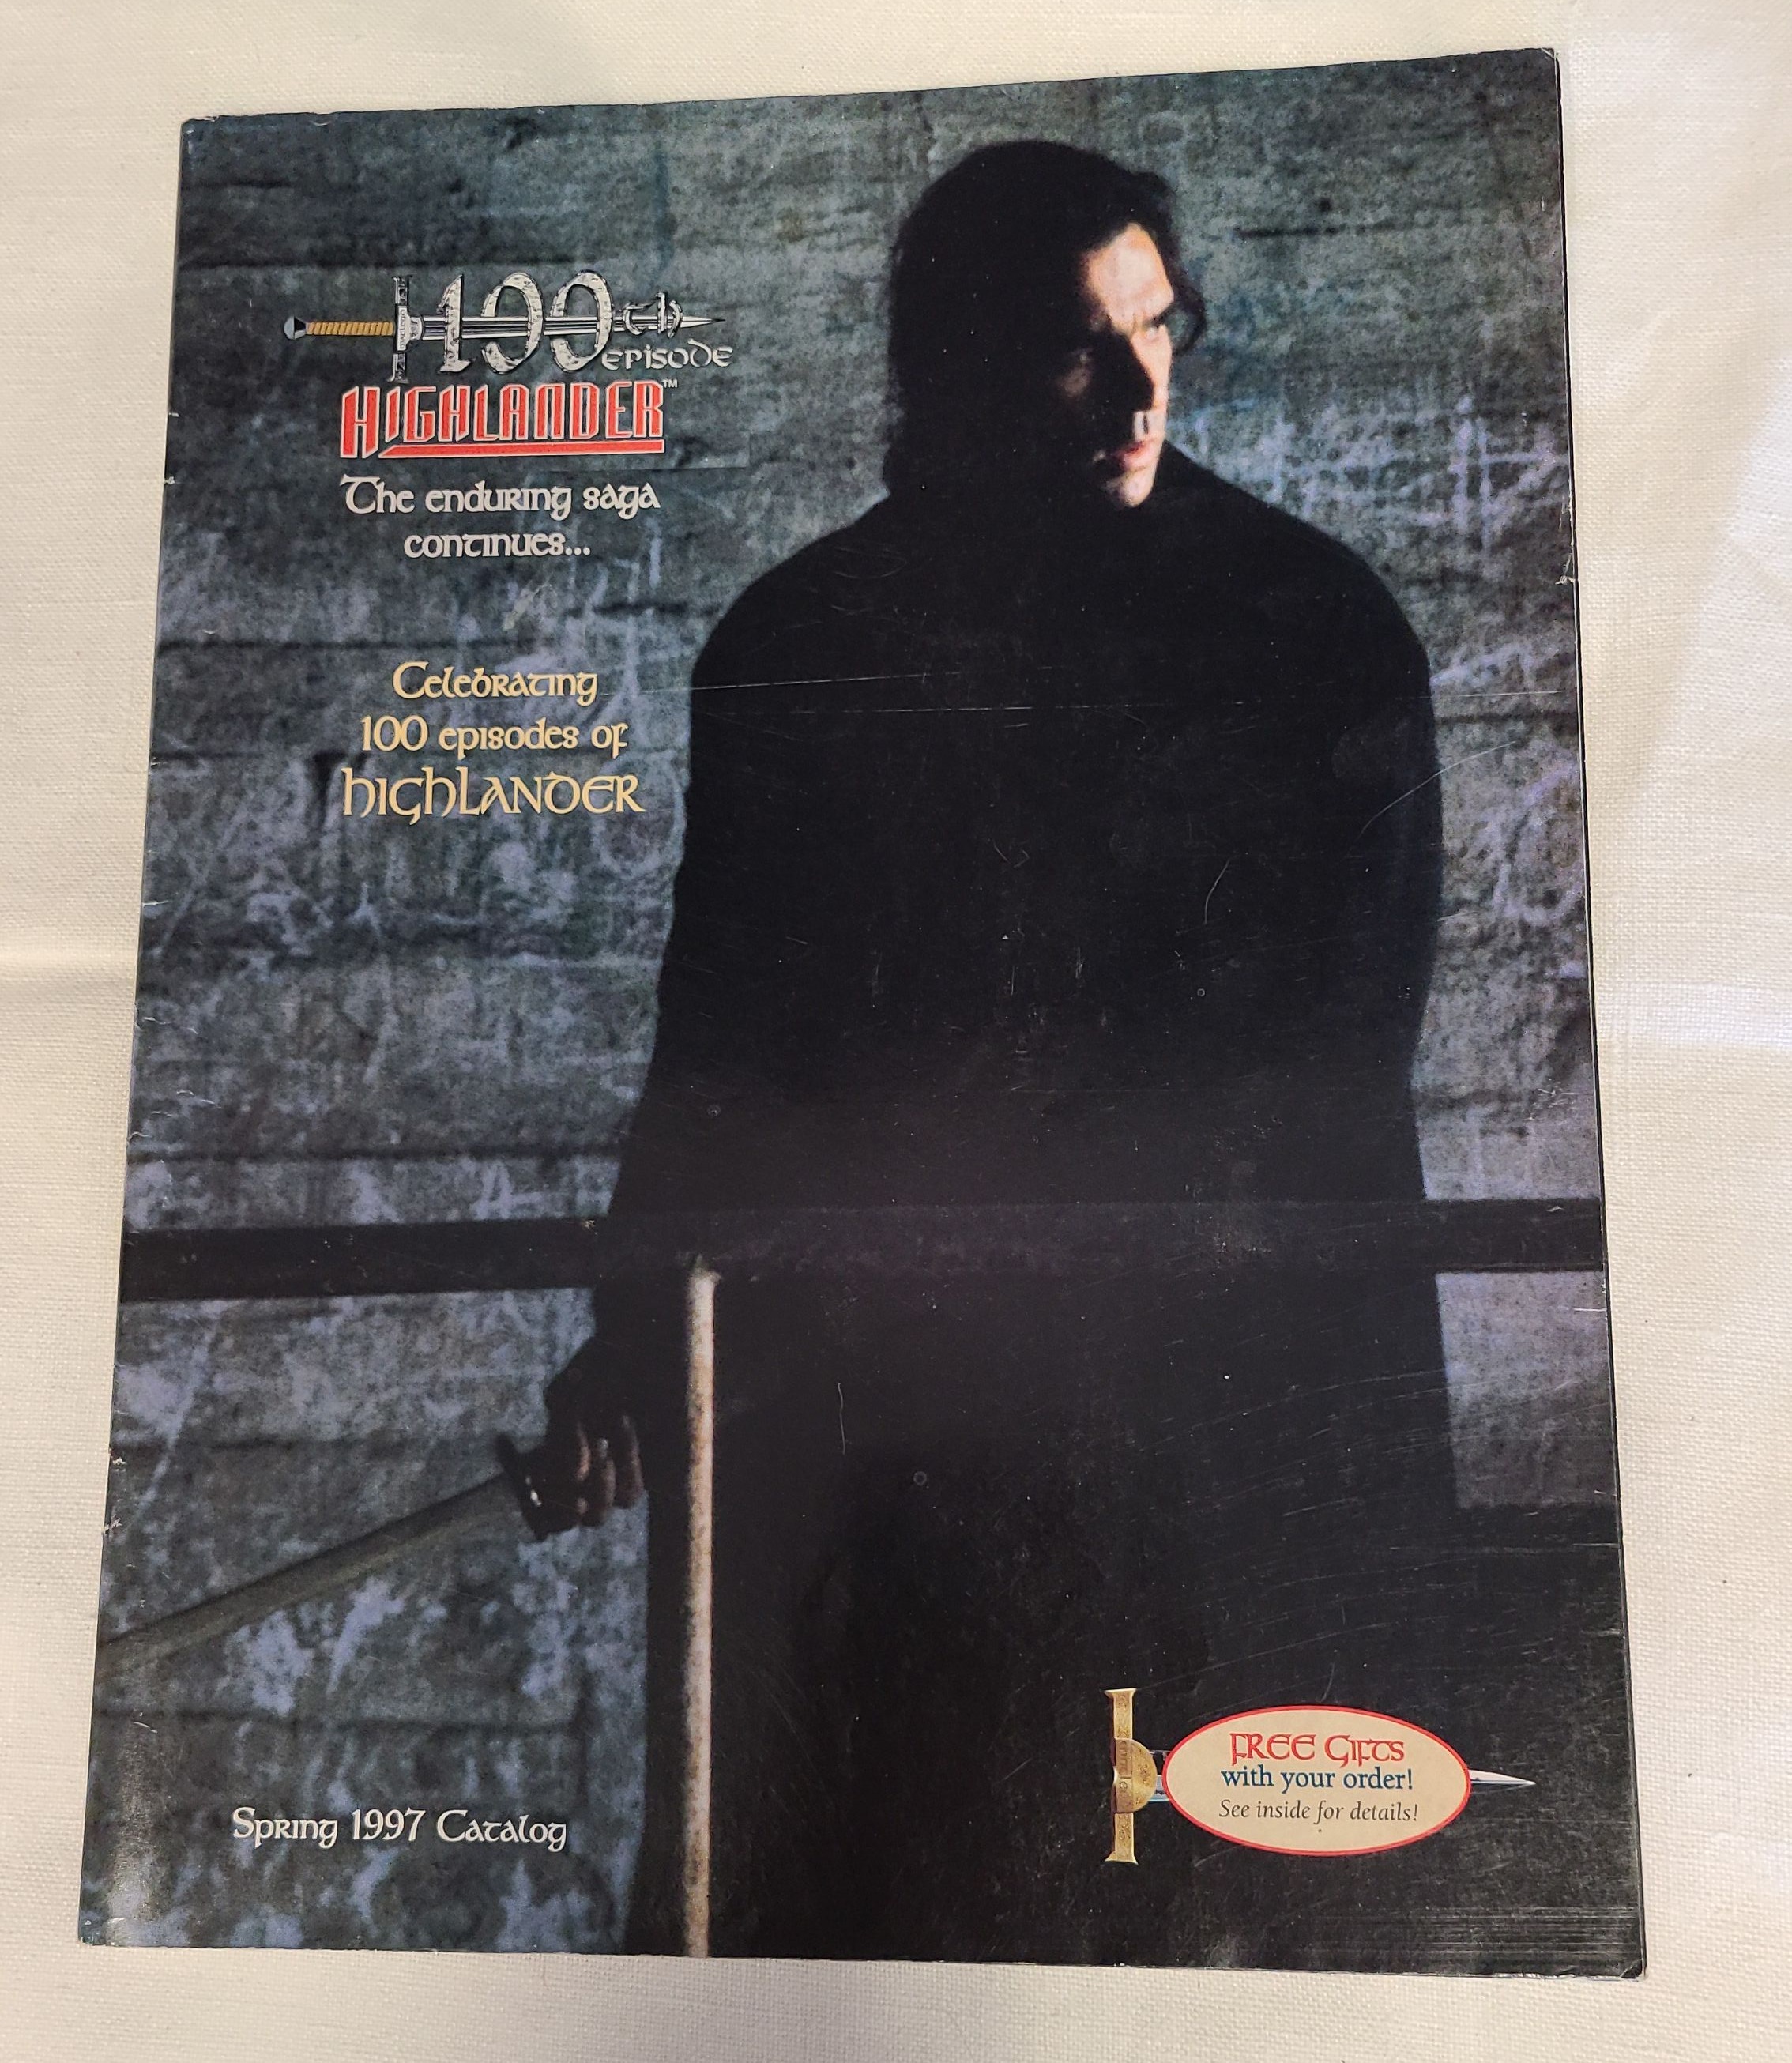 100th
EPISODE
HIGHLANDER™
The enduring saga
continues...
Celebrating
100 episodes of
HIGHLANDER
Spring 1997 Catalog
FREE GIFTS
with your order!
See inside for details!